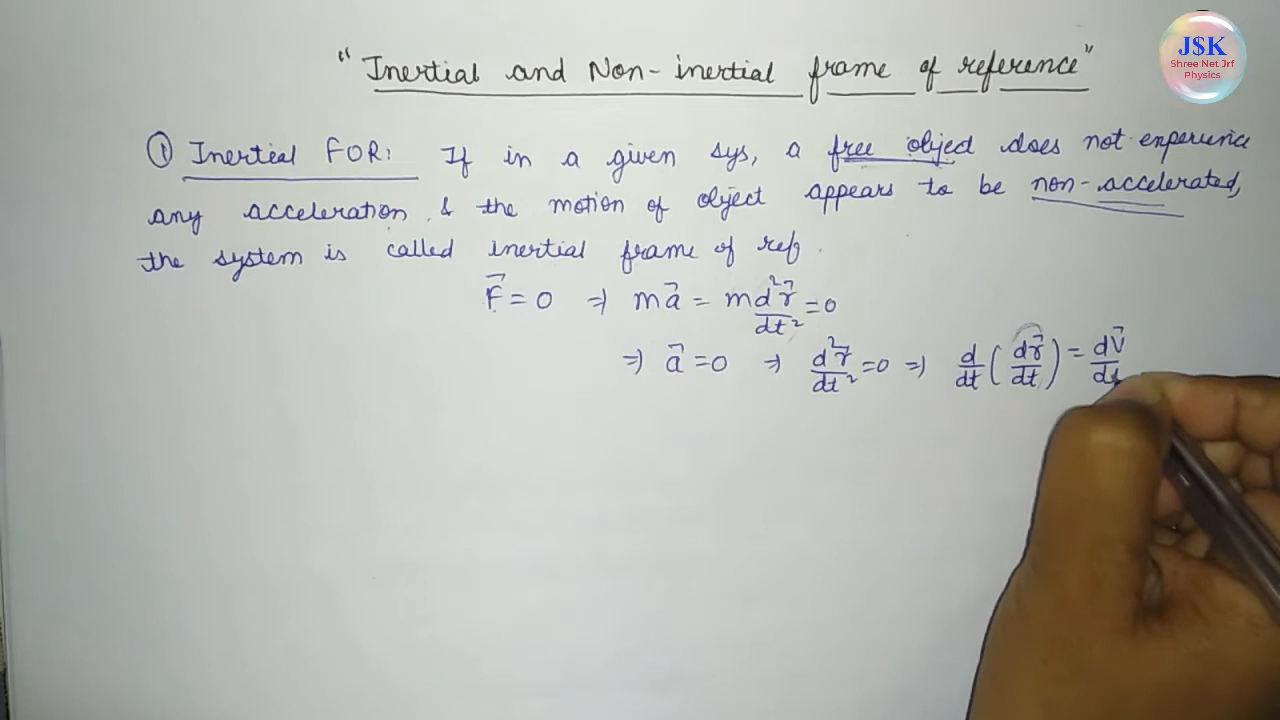 J$K
Shree Net Jrf
Physics
"Inertial and Non-inertial frame of reference"
① Inertial FOR: If in a given sys, a free object does not experience
any acceleration & the motion of object appears to be non-accelerated,
the system is called inertial frame of ref.
F⃗ = 0 ⇒ ma⃗ = m d²r⃗/dt² = 0
⇒ a⃗ = 0 ⇒ d²r⃗/dt² = 0 ⇒ d/dt (dr⃗/dt) = dV⃗/dt